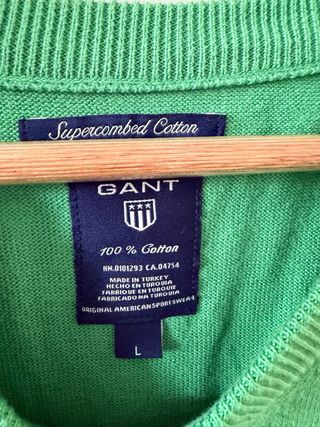 Supercombed Cotton
GANT
100 % Cotton
RN.0101293 CA.04754
MADE IN TURKEY
HECHO EN TURQUIA
FABRIQUE EN TURQUIE
FABRICADO NA TURQUIA
ORIGINAL AMERICAN SPORTSWEAR
L